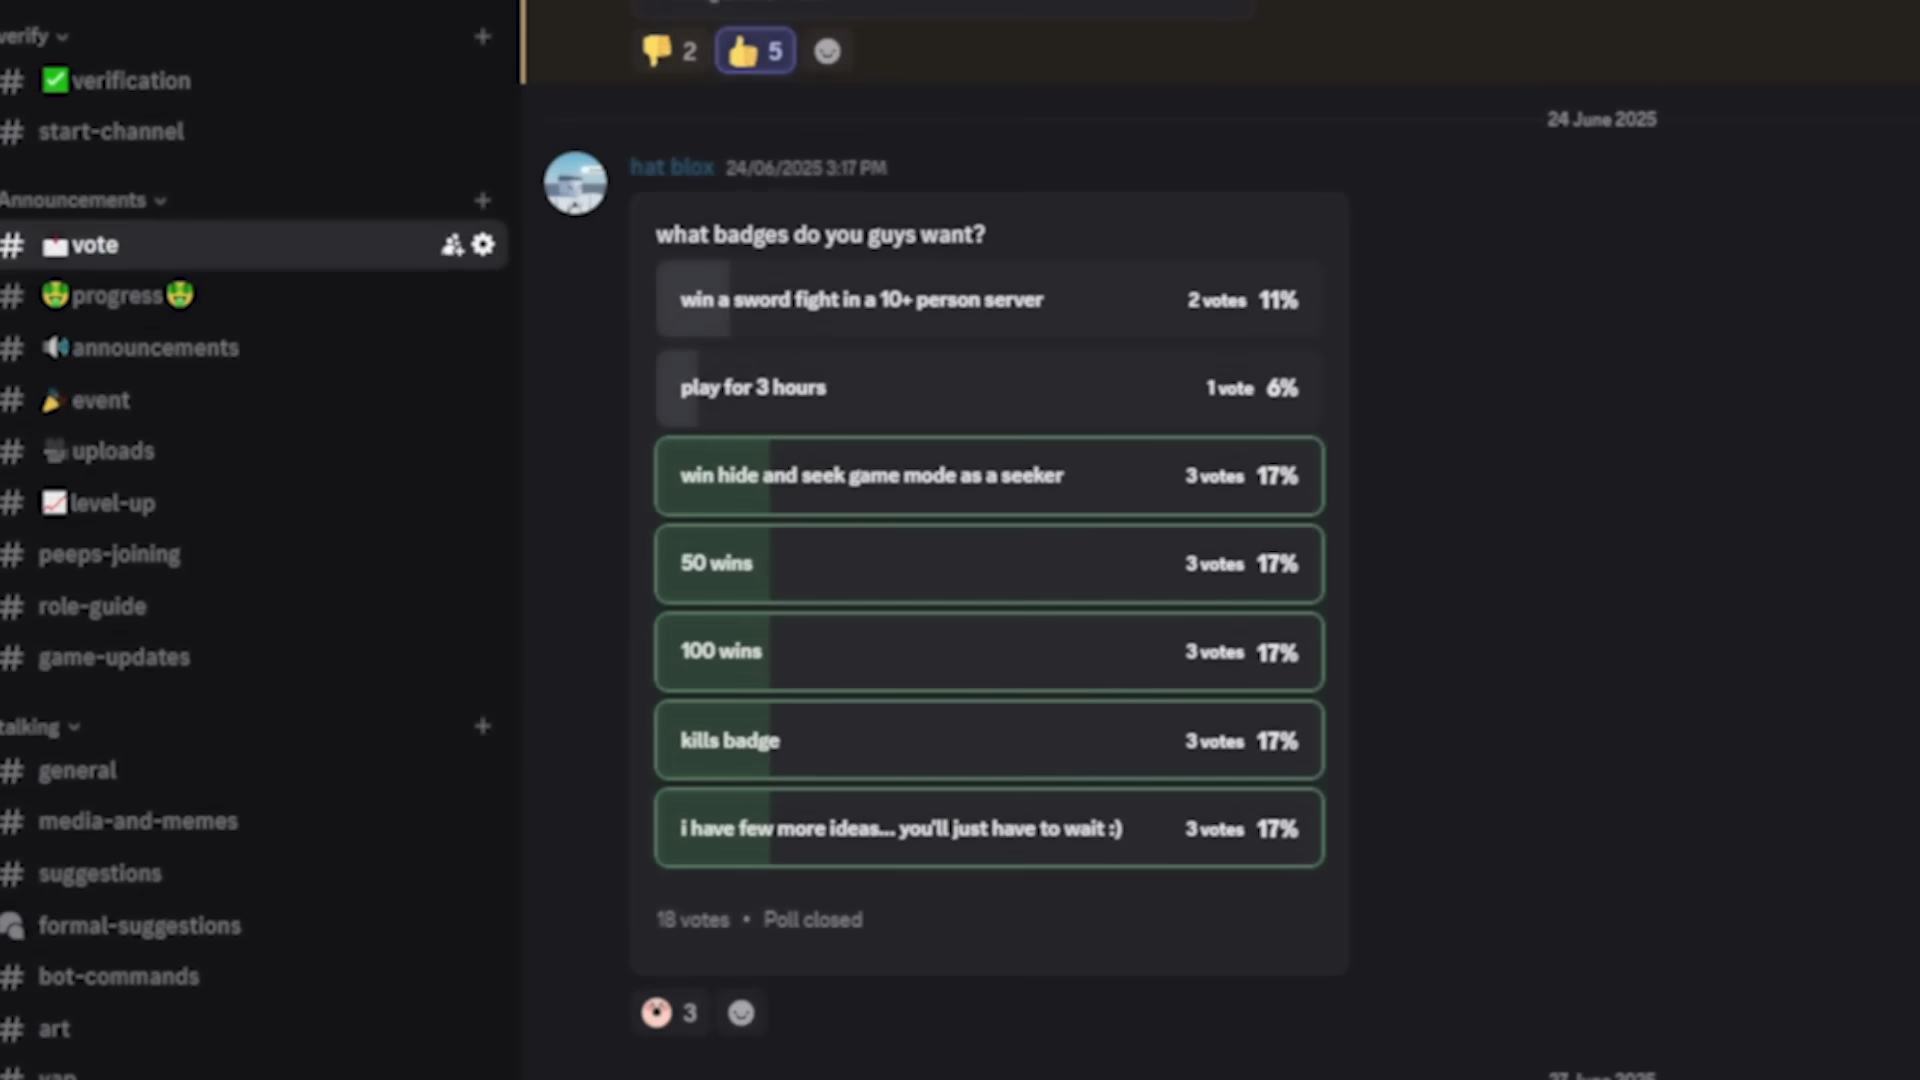 verify
verification
start-channel
Announcements
vote
progress
announcements
event
uploads
level-up
peeps-joining
role-guide
game-updates
talking
general
media-and-memes
suggestions
formal-suggestions
bot-commands
art
2
5
24 June 2025
hat blox 24/06/2025 3:17 PM
what badges do you guys want?
win a sword fight in a 10+ person server 2 votes 11%
play for 3 hours 1 vote 6%
win hide and seek game mode as a seeker 3 votes 17%
50 wins 3 votes 17%
100 wins 3 votes 17%
kills badge 3 votes 17%
i have few more ideas... you'll just have to wait :) 3 votes 17%
18 votes • Poll closed
3
27 June 2025